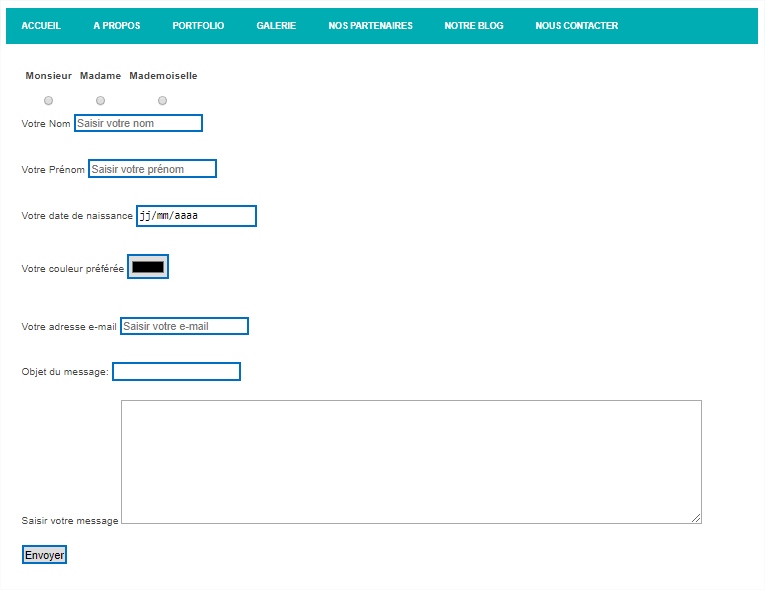 ACCUEIL A PROPOS PORTFOLIO GALERIE NOS PARTENAIRES NOTRE BLOG NOUS CONTACTER
Monsieur Madame Mademoiselle
Votre Nom Saisir votre nom
Votre Prénom Saisir votre prénom
Votre date de naissance jj/mm/aaaa
Votre couleur préférée
Votre adresse e-mail Saisir votre e-mail
Objet du message:
Saisir votre message
Envoyer